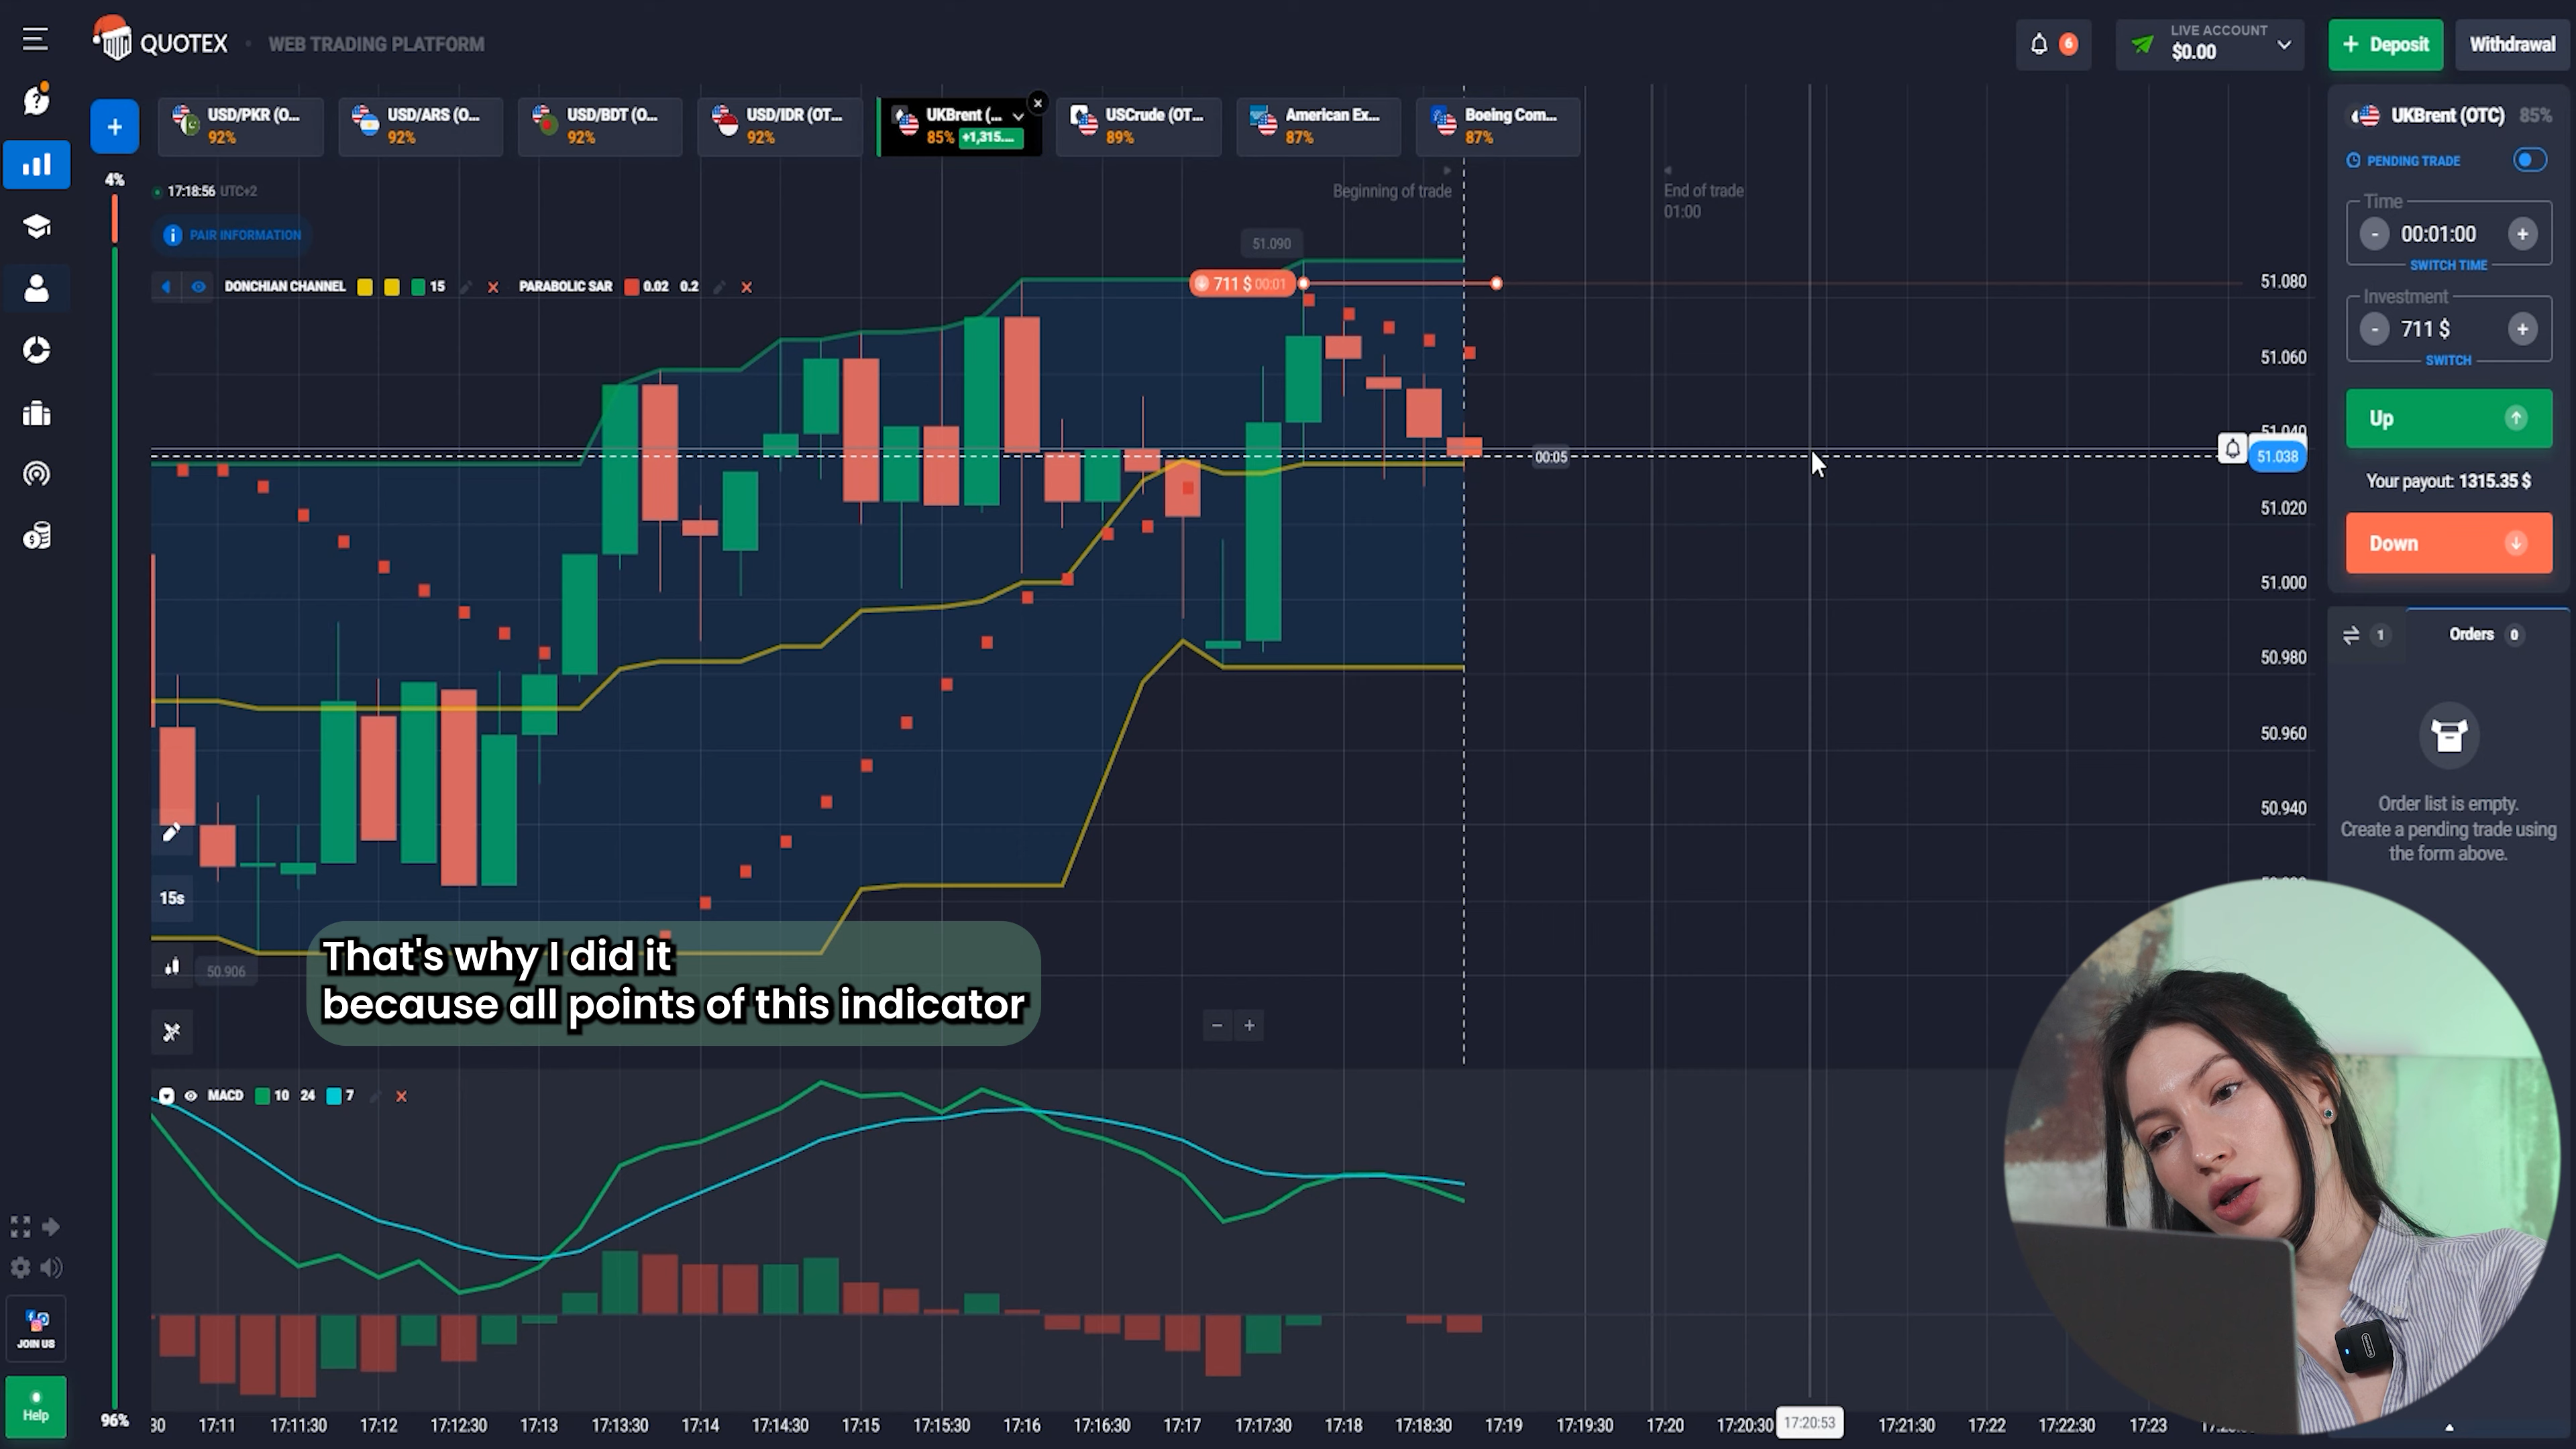 QUOTEX
WEB TRADING PLATFORM
6
LIVE ACCOUNT
$0.00
+ Deposit
Withdrawal
+
USD/PKR (O...
92%
USD/ARS (O...
92%
USD/BDT (O...
92%
USD/IDR (OT...
92%
UKBrent (...
85% +1,315....
USCrude (OT...
89%
American Ex...
87%
Boeing Com...
87%
UKBrent (OTC) 85%
PENDING TRADE
Time
- 00:01:00 +
SWITCH TIME
Investment
- 711 $ +
SWITCH
Up
Your payout: 1315.35 $
Down
1
Orders 0
Order list is empty.
Create a pending trade using
the form above.
4%
17:18:56 UTC+2
PAIR INFORMATION
Beginning of trade
End of trade
01:00
51.090
DONCHIAN CHANNEL 15 PARABOLIC SAR 0.02 0.2
711 $ 00:01
51.080
51.060
51.040
51.038
00:05
51.020
51.000
50.980
50.960
50.940
15s
50.906
That's why I did it
because all points of this indicator
- +
MACD 10 24 7
JOIN US
Help
96%
30 17:11 17:11:30 17:12 17:12:30 17:13 17:13:30 17:14 17:14:30 17:15 17:15:30 17:16 17:16:30 17:17 17:17:30 17:18 17:18:30 17:19 17:19:30 17:20 17:20:30 17:20:53 17:21:30 17:22 17:22:30 17:23